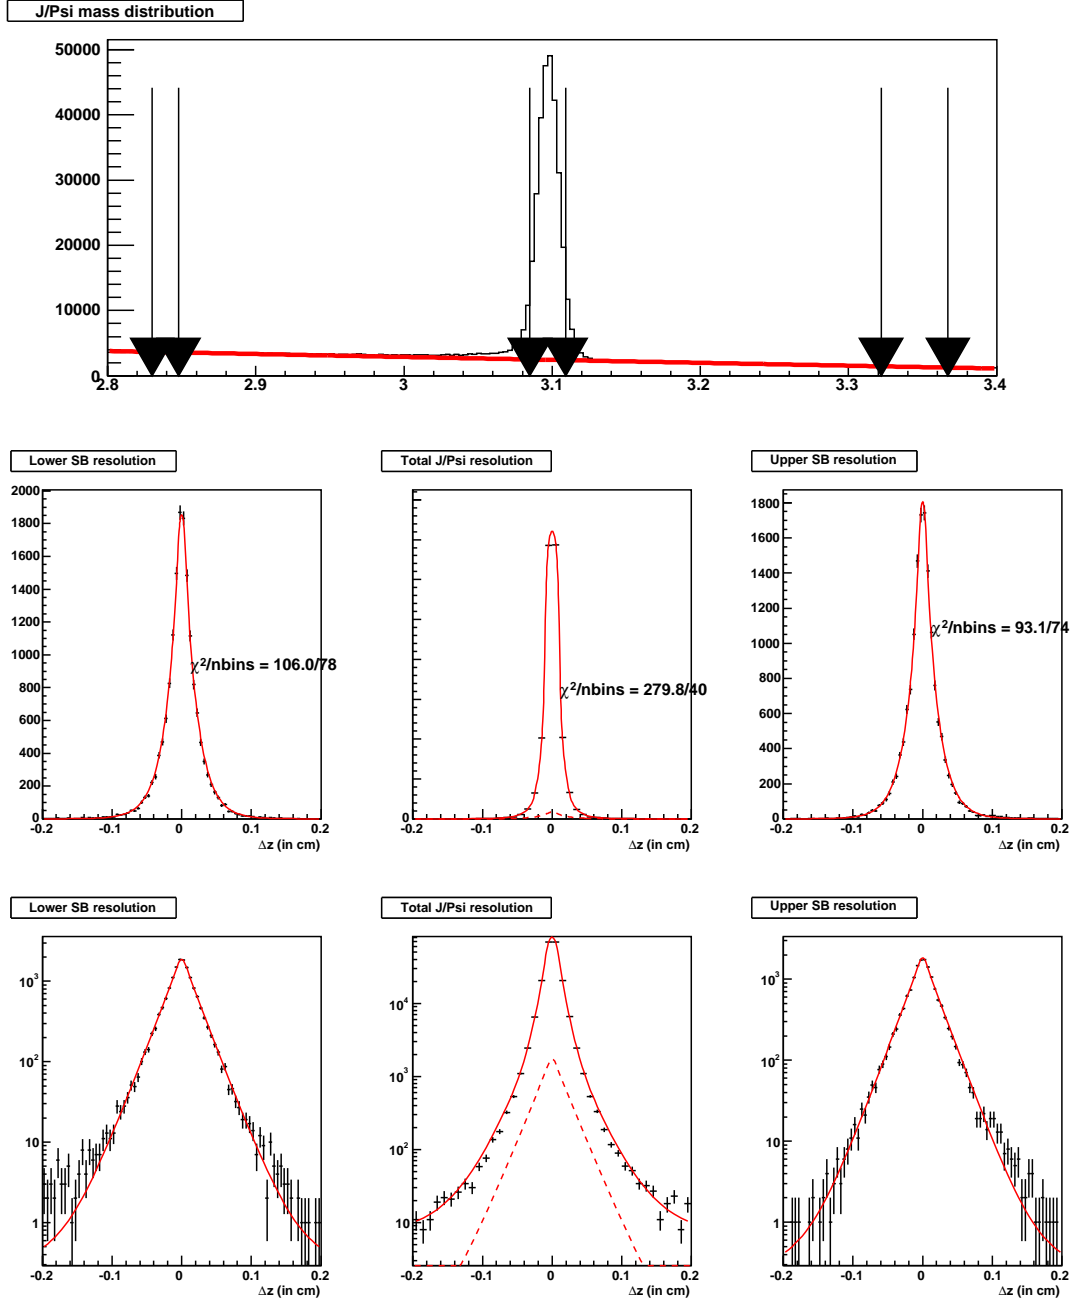 J/Psi mass distribution
50000
40000
30000
20000
10000
0
2.8 2.9 3 3.1 3.2 3.3 3.4
Lower SB resolution
2000
1800
1600
1400
1200
1000
800
600
400
200
0
-0.2 -0.1 0 0.1 0.2
Δz (in cm)
χ²/nbins = 106.0/78
Total J/Psi resolution
0
-0.2 -0.1 0 0.1 0.2
Δz (in cm)
χ²/nbins = 279.8/40
Upper SB resolution
1800
1600
1400
1200
1000
800
600
400
200
0
-0.2 -0.1 0 0.1 0.2
Δz (in cm)
χ²/nbins = 93.1/74
Lower SB resolution
10³
10²
10
1
-0.2 -0.1 0 0.1 0.2
Δz (in cm)
Total J/Psi resolution
10⁴
10³
10²
10
-0.2 -0.1 0 0.1 0.2
Δz (in cm)
Upper SB resolution
10³
10²
10
1
-0.2 -0.1 0 0.1 0.2
Δz (in cm)